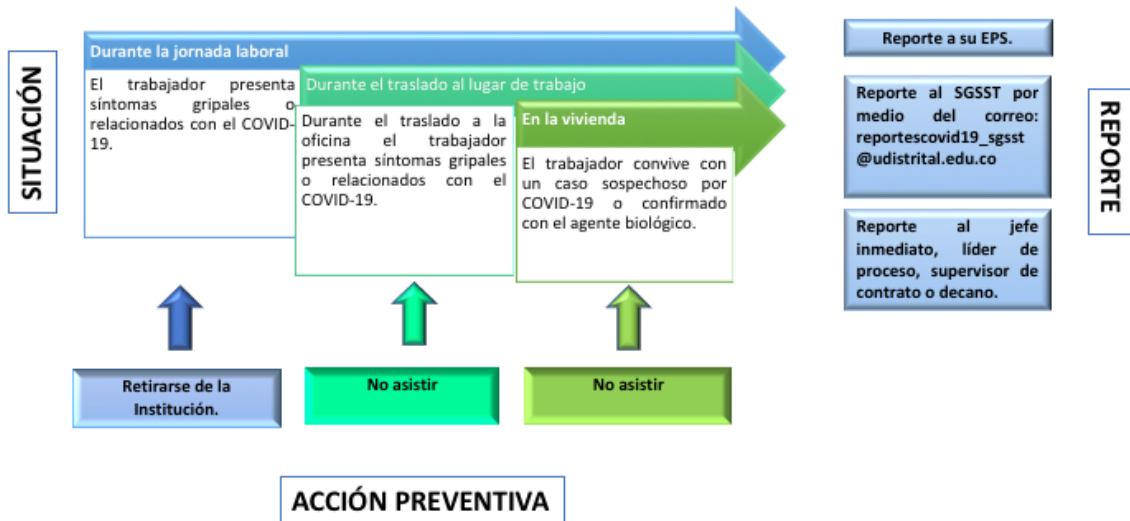 SITUACIÓN
Durante la jornada laboral
El trabajador presenta
síntomas gripales o
relacionados con el COVID-
19.
Durante el traslado al lugar de trabajo
Durante el traslado a la
oficina el trabajador
presenta síntomas gripales
o relacionados con el
COVID-19.
En la vivienda
El trabajador convive con
un caso sospechoso por
COVID-19 o confirmado
con el agente biológico.
Reporte a su EPS.
Reporte al SGSST por
medio del correo:
reportescovid19_sgsst
@udistrital.edu.co
Reporte al jefe
inmediato, líder de
proceso, supervisor de
contrato o decano.
REPORTE
Retirarse de la
Institución.
No asistir
No asistir
ACCIÓN PREVENTIVA